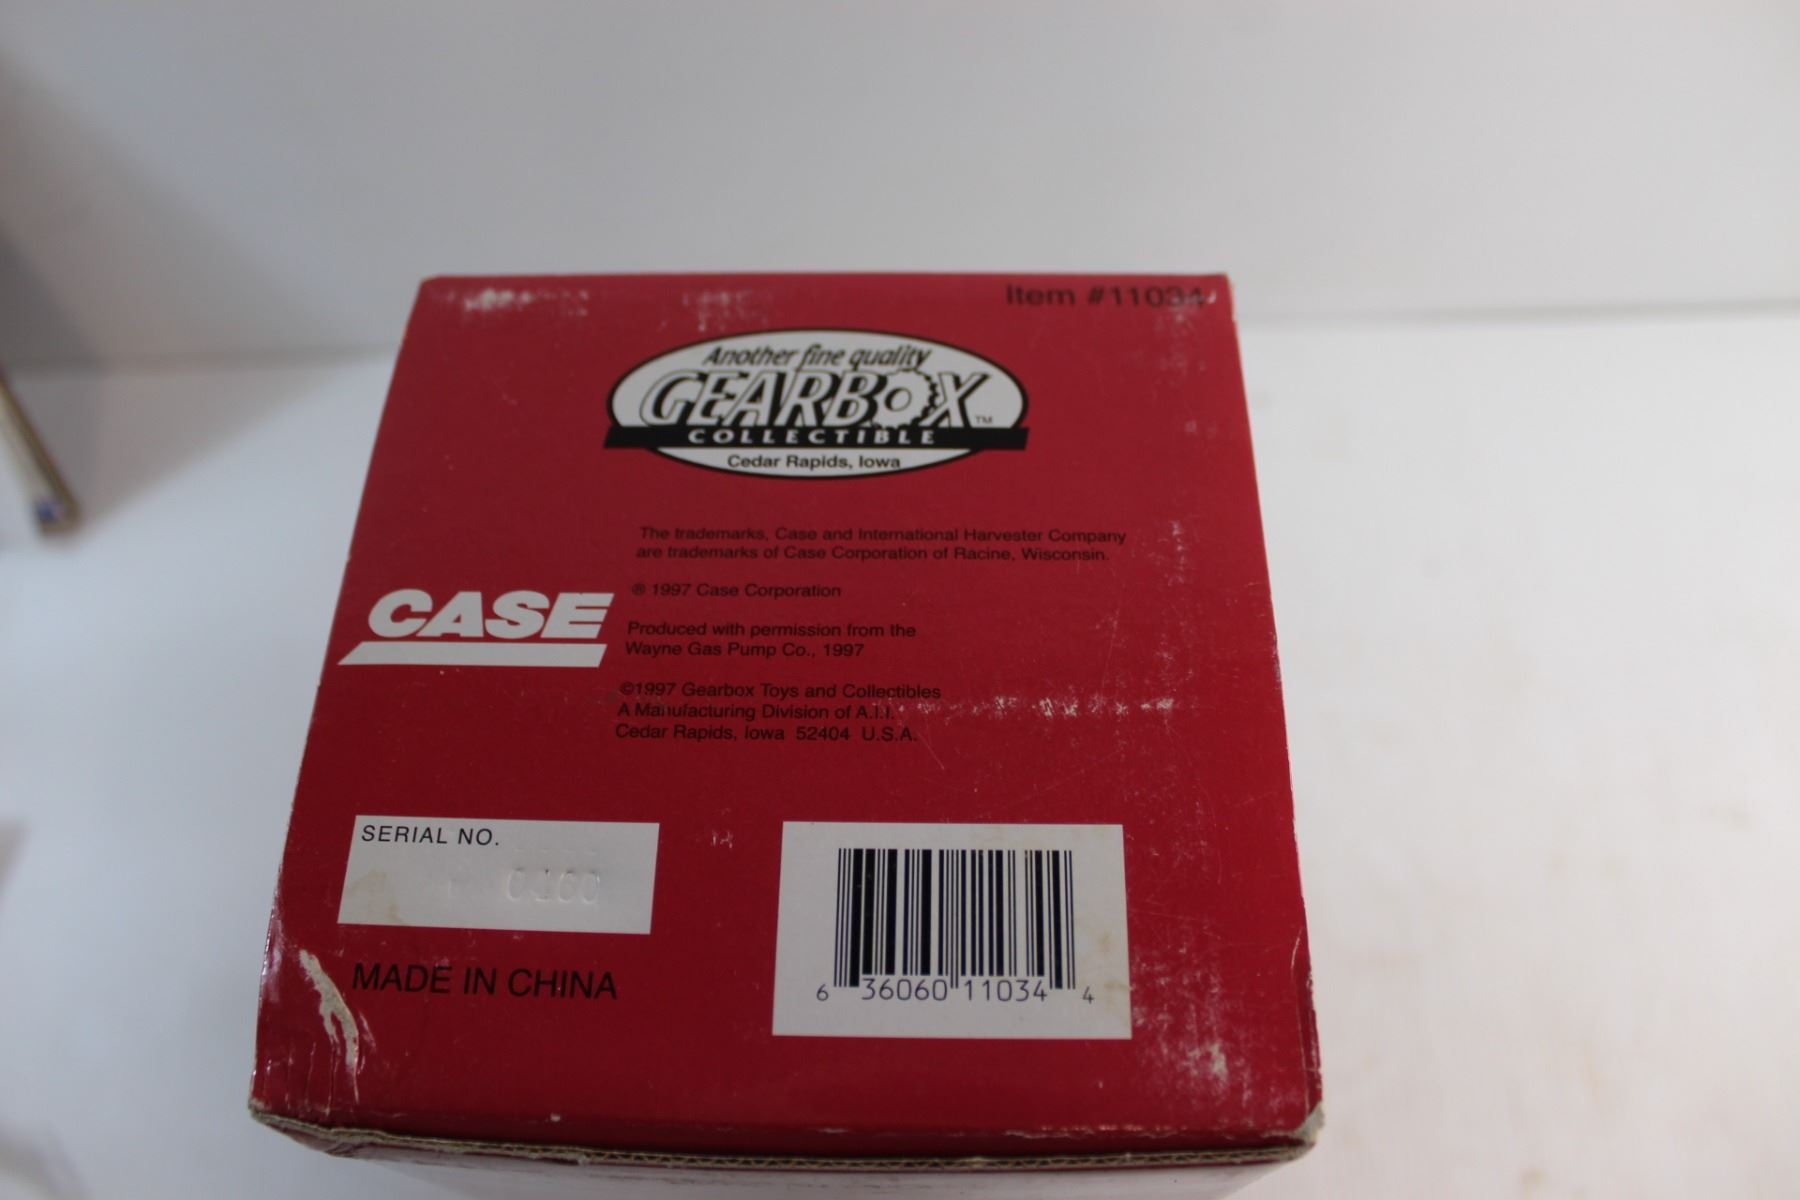 Item #11034
Another fine quality
GEARBOX™
COLLECTIBLE
Cedar Rapids, Iowa
The trademarks, Case and International Harvester Company
are trademarks of Case Corporation of Racine, Wisconsin.
CASE
® 1997 Case Corporation
Produced with permission from the
Wayne Gas Pump Co., 1997
©1997 Gearbox Toys and Collectibles
A Manufacturing Division of A.I.I.
Cedar Rapids, Iowa 52404 U.S.A.
SERIAL NO.
0160
MADE IN CHINA
6 36060 11034 4